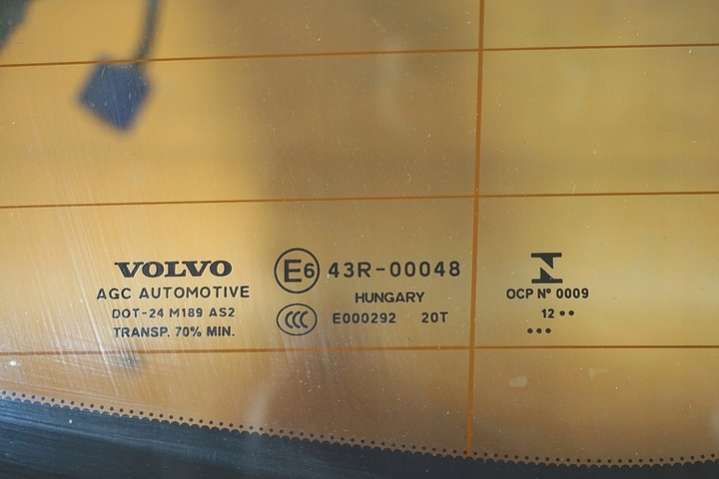 VOLVO
AGC AUTOMOTIVE
DOT-24 M189 AS2
TRANSP. 70% MIN.
E6 43R-00048
HUNGARY
CCC E000292 20T
OCP Nº 0009
12 ••
•••